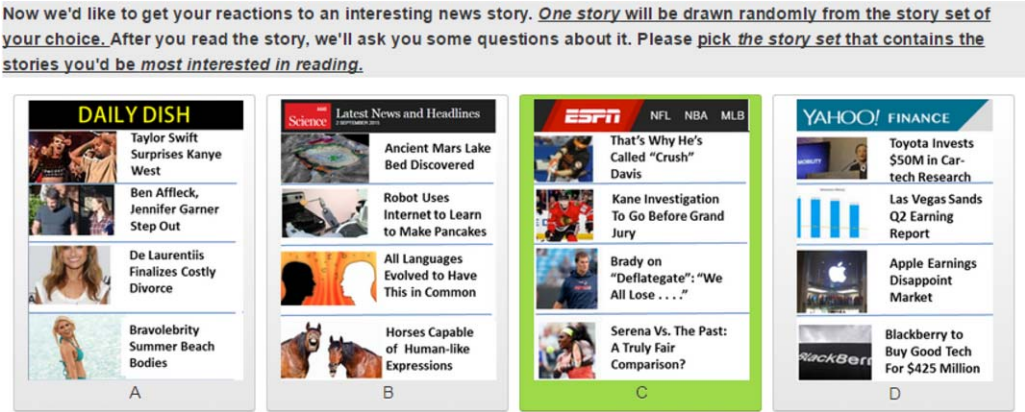 Now we'd like to get your reactions to an interesting news story. One story will be drawn randomly from the story set of
your choice. After you read the story, we'll ask you some questions about it. Please pick the story set that contains the
stories you'd be most interested in reading.
DAILY DISH
Taylor Swift
Surprises Kanye
West
Ben Affleck,
Jennifer Garner
Step Out
De Laurentiis
Finalizes Costly
Divorce
Bravolebrity
Summer Beach
Bodies
A
Science
Latest News and Headlines
2 SEPTEMBER 2015
Ancient Mars Lake
Bed Discovered
Robot Uses
Internet to Learn
to Make Pancakes
All Languages
Evolved to Have
This in Common
Horses Capable
of Human-like
Expressions
B
ESPN NFL NBA MLB
That's Why He's
Called "Crush"
Davis
Kane Investigation
To Go Before Grand
Jury
Brady on
"Deflategate": "We
All Lose . . . ."
Serena Vs. The Past:
A Truly Fair
Comparison?
C
YAHOO! FINANCE
Toyota Invests
$50M in Car-
tech Research
Las Vegas Sands
Q2 Earning
Report
Apple Earnings
Disappoint
Market
BlackBerr
Blackberry to
Buy Good Tech
For $425 Million
D